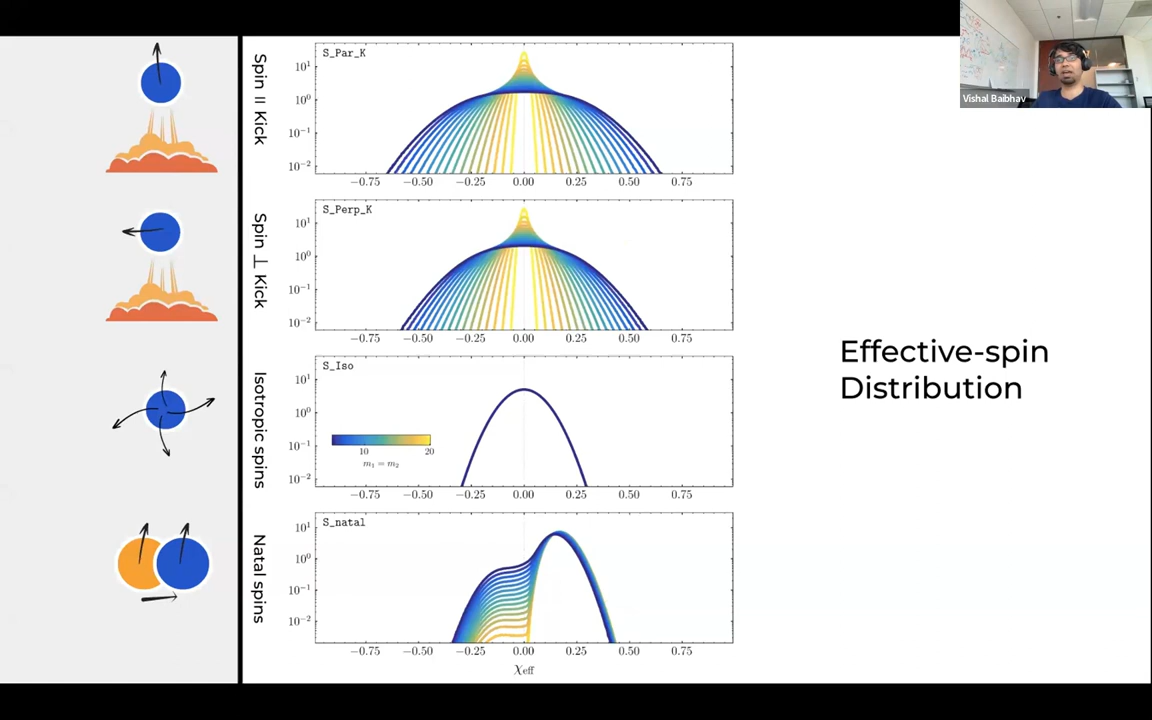 Vishal Baibhav
Spin || Kick
S_Par_K
10¹
10⁰
10⁻¹
10⁻²
−0.75 −0.50 −0.25 0.00 0.25 0.50 0.75
Spin ⊥ Kick
S_Perp_K
10¹
10⁰
10⁻¹
10⁻²
−0.75 −0.50 −0.25 0.00 0.25 0.50 0.75
Isotropic spins
S_Iso
10¹
10⁰
10⁻¹
10⁻²
10 20
m₁ = m₂
−0.75 −0.50 −0.25 0.00 0.25 0.50 0.75
Natal spins
S_natal
10¹
10⁰
10⁻¹
10⁻²
−0.75 −0.50 −0.25 0.00 0.25 0.50 0.75
χeff
Effective-spin
Distribution